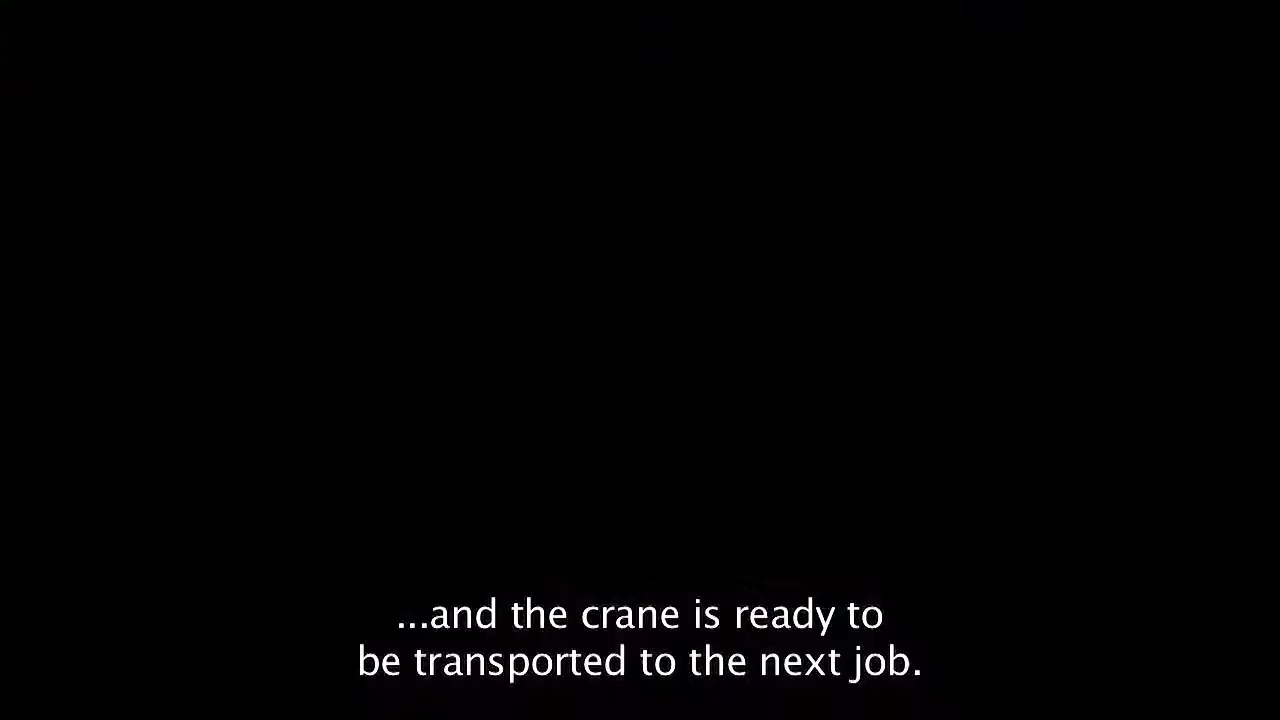 ...and the crane is ready to
be transported to the next job.